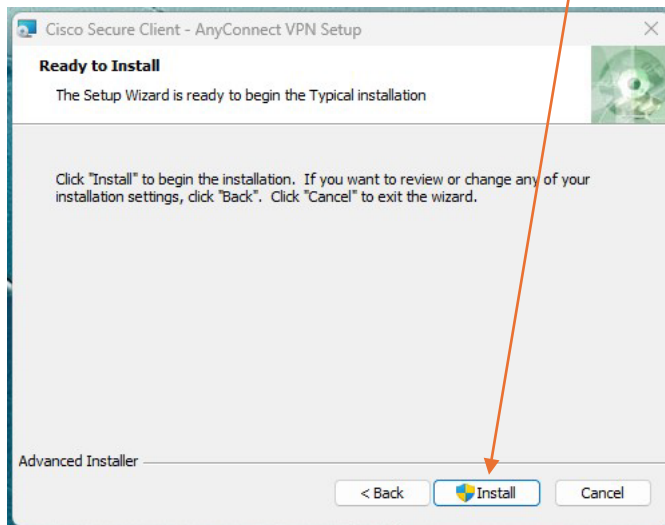 Cisco Secure Client - AnyConnect VPN Setup
Ready to Install
The Setup Wizard is ready to begin the Typical installation
Click "Install" to begin the installation.  If you want to review or change any of your
installation settings, click "Back".  Click "Cancel" to exit the wizard.
Advanced Installer
< Back Install Cancel